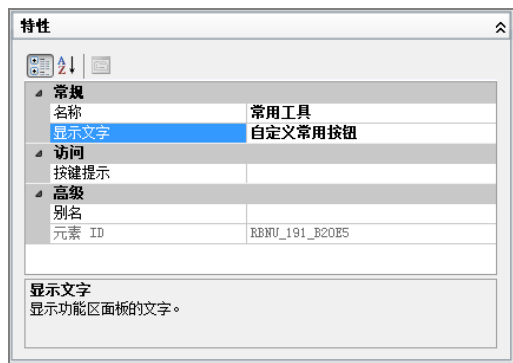 特性
常规
名称 常用工具
显示文字 自定义常用按钮
访问
按键提示
高级
别名
元素 ID RBNU_191_B20E5
显示文字
显示功能区面板的文字。